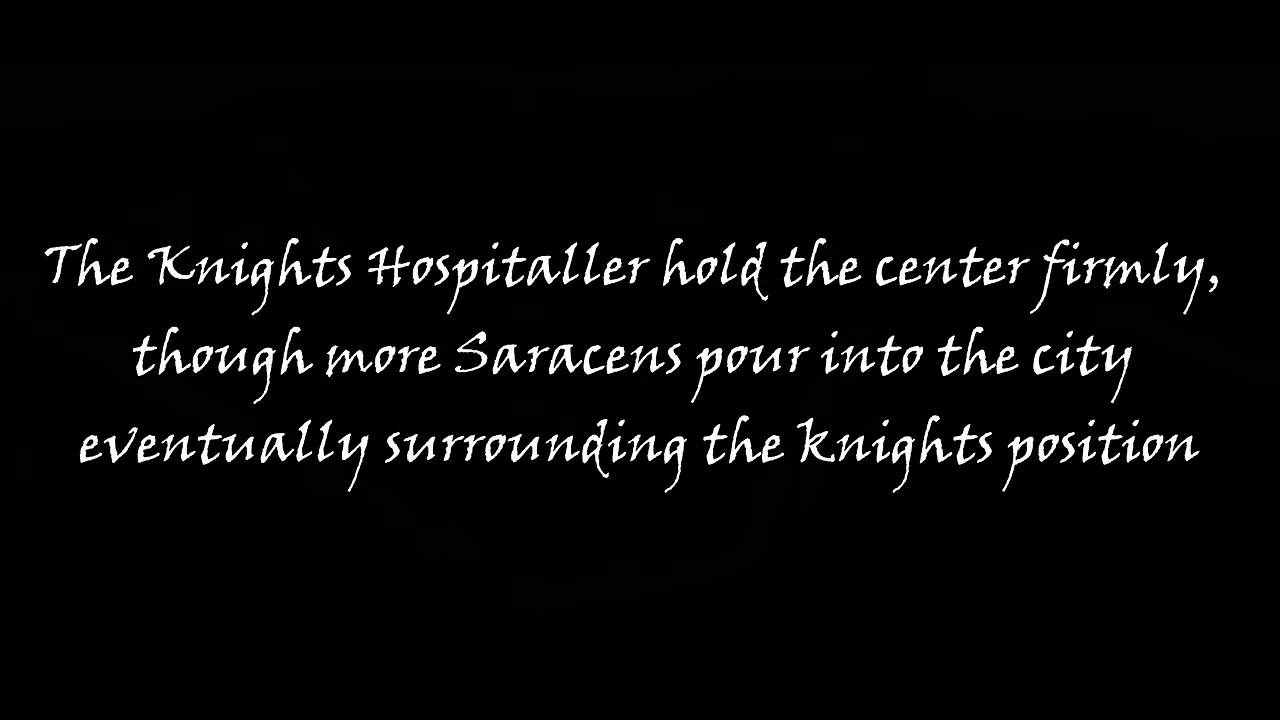 The Knights Hospitaller hold the center firmly,
though more Saracens pour into the city
eventually surrounding the knights position